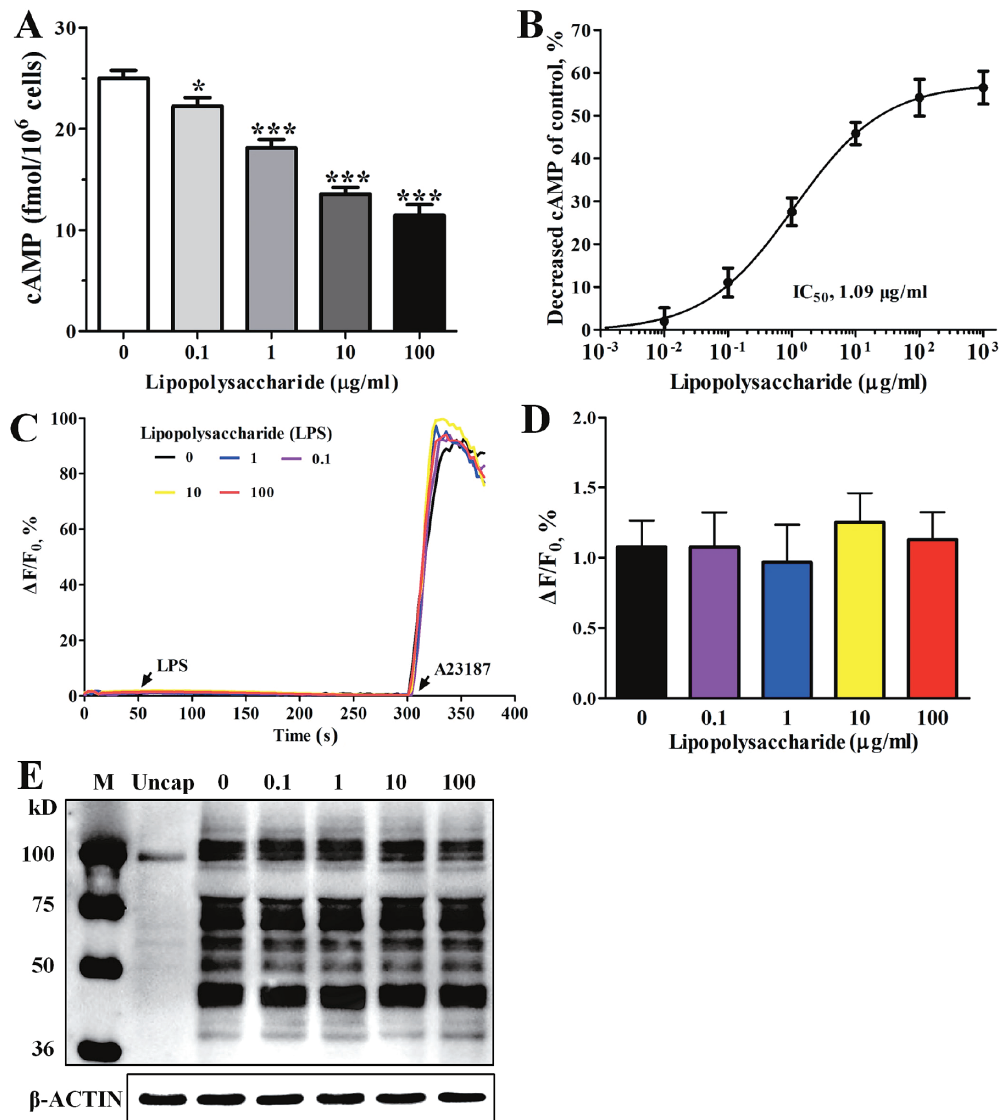 A
cAMP (fmol/10⁶ cells)
30
20
10
0
*
***
***
***
0 0.1 1 10 100
Lipopolysaccharide (μg/ml)
B
Decreased cAMP of control, %
70
60
50
40
30
20
10
0
IC₅₀, 1.09 μg/ml
10⁻³ 10⁻² 10⁻¹ 10⁰ 10¹ 10² 10³
Lipopolysaccharide (μg/ml)
C
ΔF/F₀, %
100
80
60
40
20
0
Lipopolysaccharide (LPS)
0 1 0.1
10 100
LPS
A23187
0 50 100 150 200 250 300 350 400
Time (s)
D
ΔF/F₀, %
2.0
1.5
1.0
0.5
0.0
0 0.1 1 10 100
Lipopolysaccharide (μg/ml)
E
M Uncap 0 0.1 1 10 100
kD
100
75
50
36
β-ACTIN